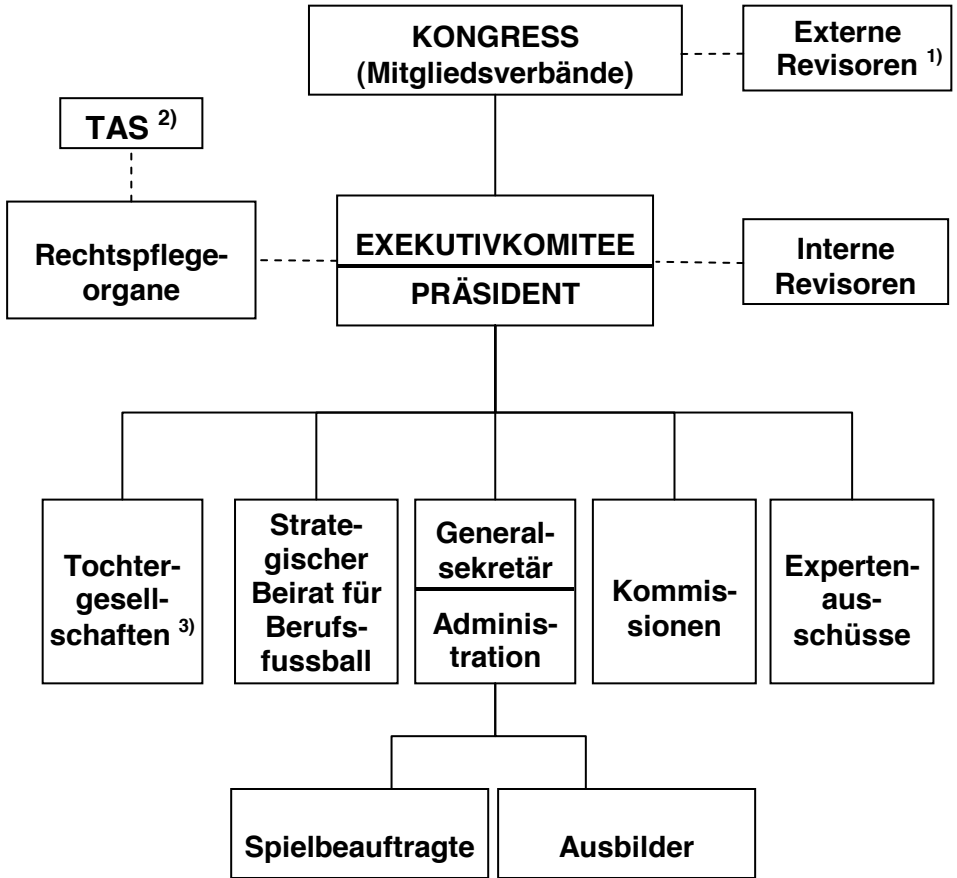 KONGRESS
(Mitgliedsverbände)
Externe
Revisoren 1)
TAS 2)
Rechtspflege-
organe
EXEKUTIVKOMITEE
PRÄSIDENT
Interne
Revisoren
Tochter-
gesell-
schaften 3)
Strate-
gischer
Beirat für
Berufs-
fussball
General-
sekretär
Adminis-
tration
Kommis-
sionen
Experten-
aus-
schüsse
Spielbeauftragte
Ausbilder